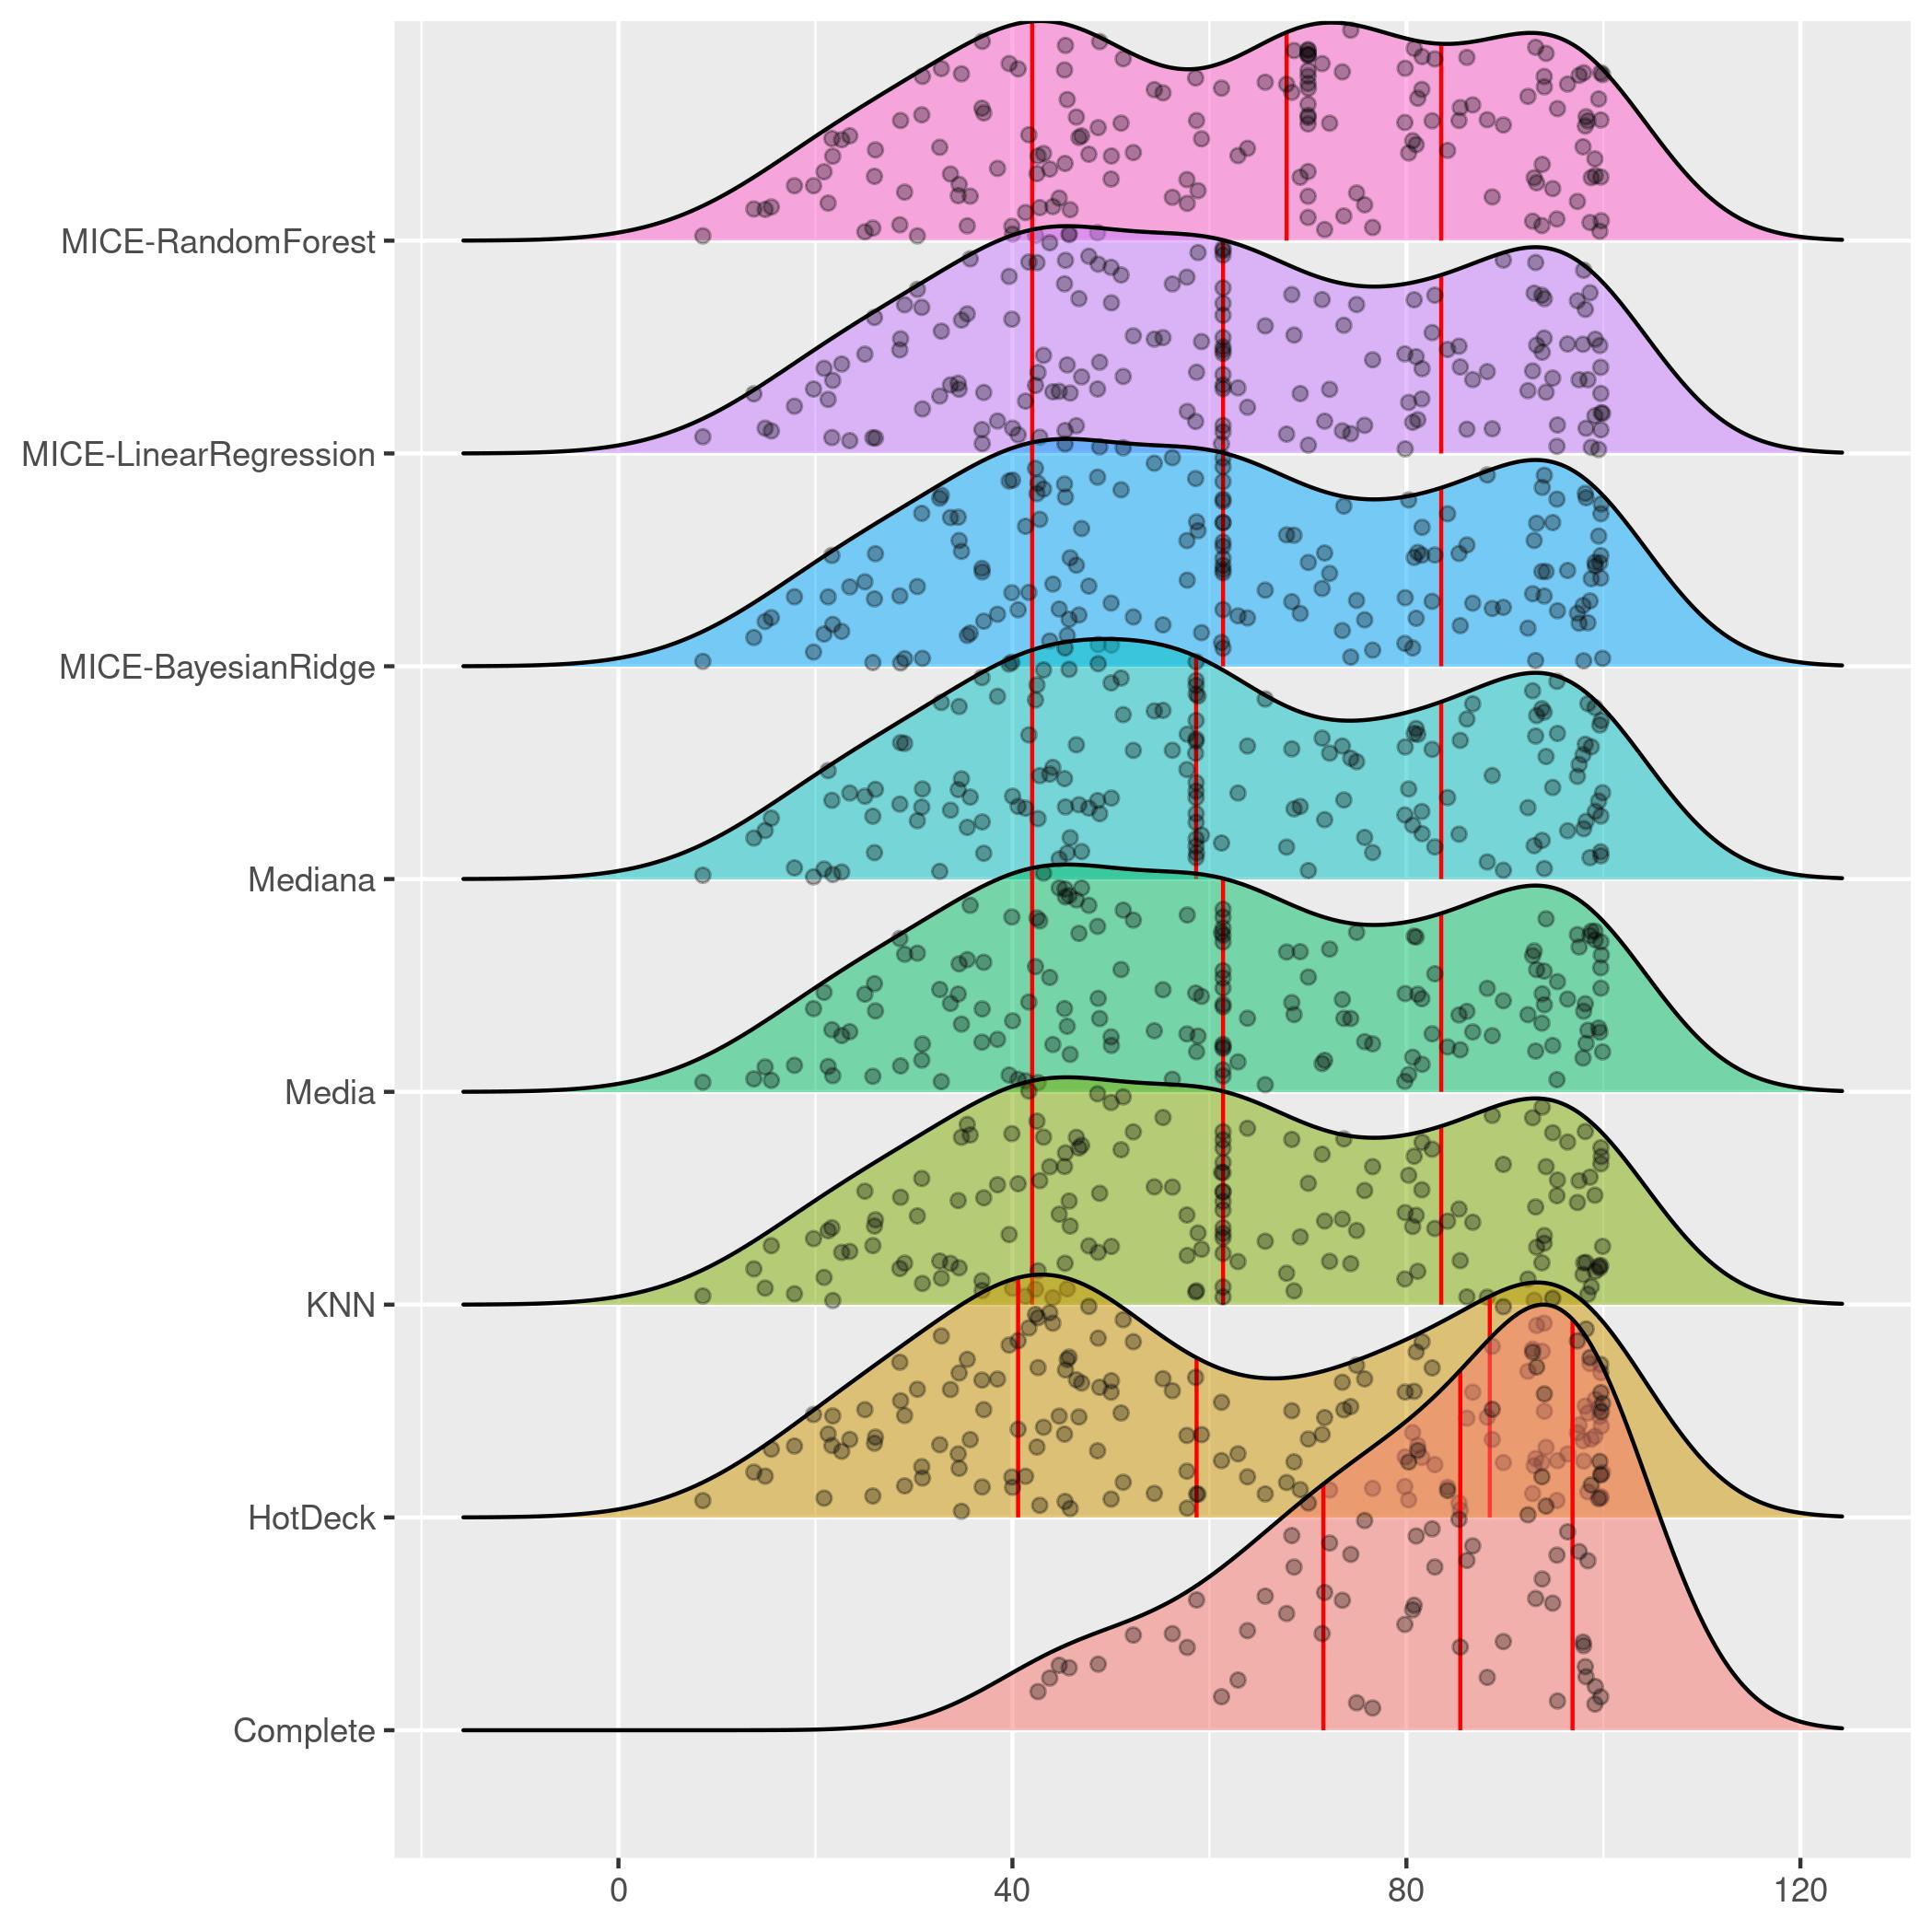 MICE-RandomForest
MICE-LinearRegression
MICE-BayesianRidge
Mediana
Media
KNN
HotDeck
Complete
0 40 80 120